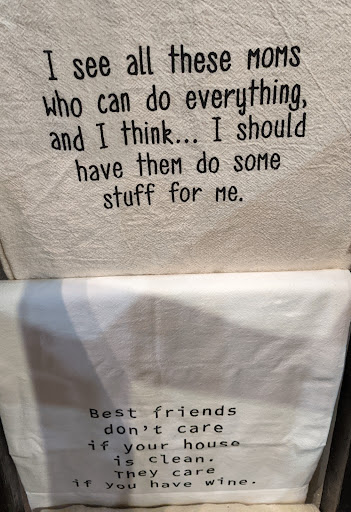 I see all these MOMS
who can do everything,
and I think... I should
have them do some
stuff for me.
Best friends
don't care
if your house
is clean.
They care
if you have wine.